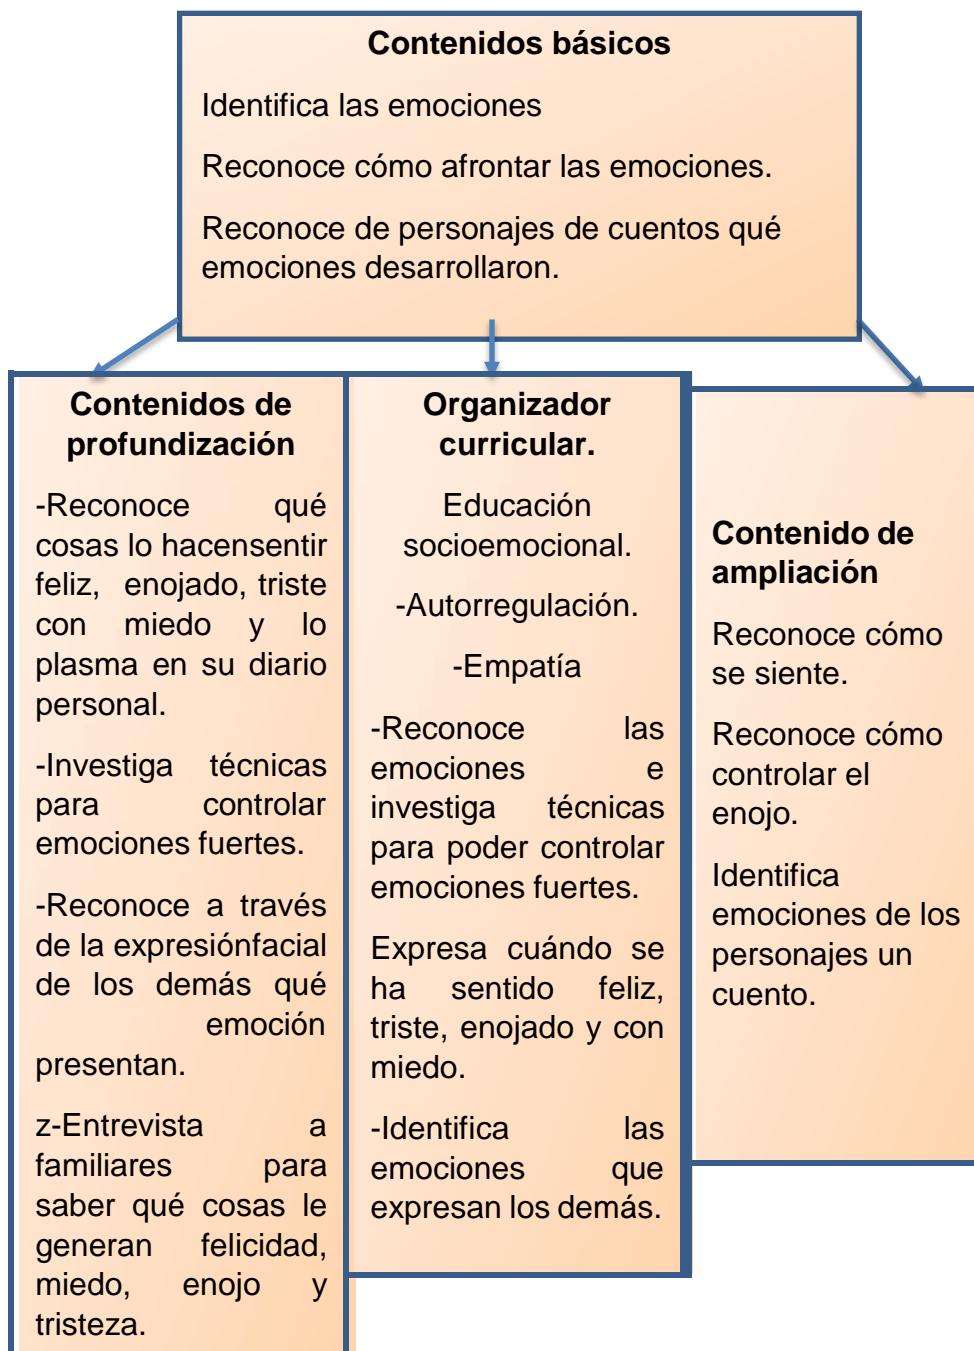 Contenidos básicos
Identifica las emociones
Reconoce cómo afrontar las emociones.
Reconoce de personajes de cuentos qué
emociones desarrollaron.
Contenidos de
profundización
-Reconoce qué
cosas lo hacensentir
feliz, enojado, triste
con miedo y lo
plasma en su diario
personal.
-Investiga técnicas
para controlar
emociones fuertes.
-Reconoce a través
de la expresiónfacial
de los demás qué
emoción
presentan.
z-Entrevista a
familiares para
saber qué cosas le
generan felicidad,
miedo, enojo y
tristeza.
Organizador
curricular.
Educación
socioemocional.
-Autorregulación.
-Empatía
-Reconoce las
emociones e
investiga técnicas
para poder controlar
emociones fuertes.
Expresa cuándo se
ha sentido feliz,
triste, enojado y con
miedo.
-Identifica las
emociones que
expresan los demás.
Contenido de
ampliación
Reconoce cómo
se siente.
Reconoce cómo
controlar el
enojo.
Identifica
emociones de los
personajes un
cuento.